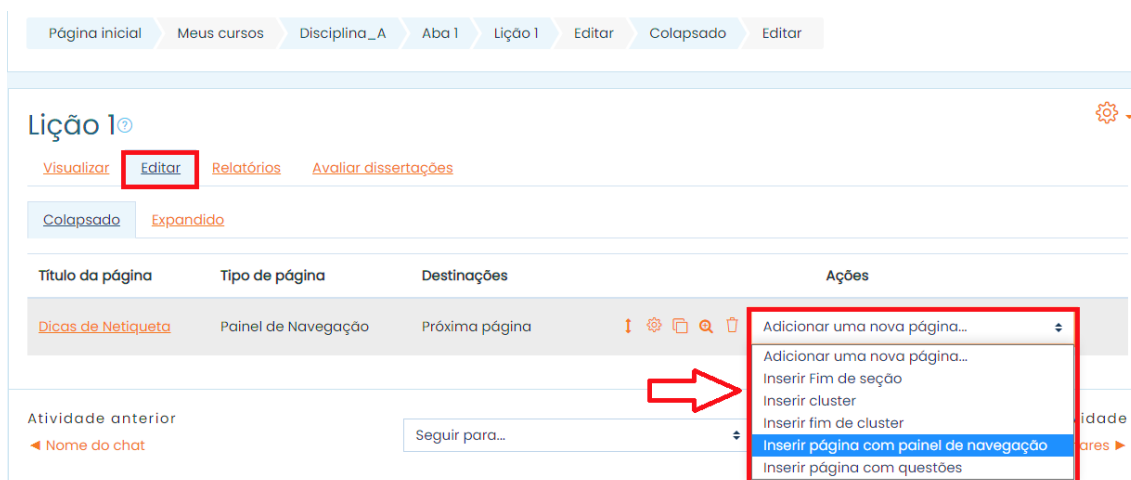 Página inicial Meus cursos Disciplina_A Aba 1 Lição 1 Editar Colapsado Editar
Lição 1
Visualizar Editar Relatórios Avaliar dissertações
Colapsado Expandido
Título da página Tipo de página Destinações Ações
Dicas de Netiqueta Painel de Navegação Próxima página Adicionar uma nova página...
Adicionar uma nova página...
Inserir Fim de seção
Inserir cluster
Inserir fim de cluster
Inserir página com painel de navegação
Inserir página com questões
Atividade anterior
◄ Nome do chat
Seguir para...
idade
ares ►